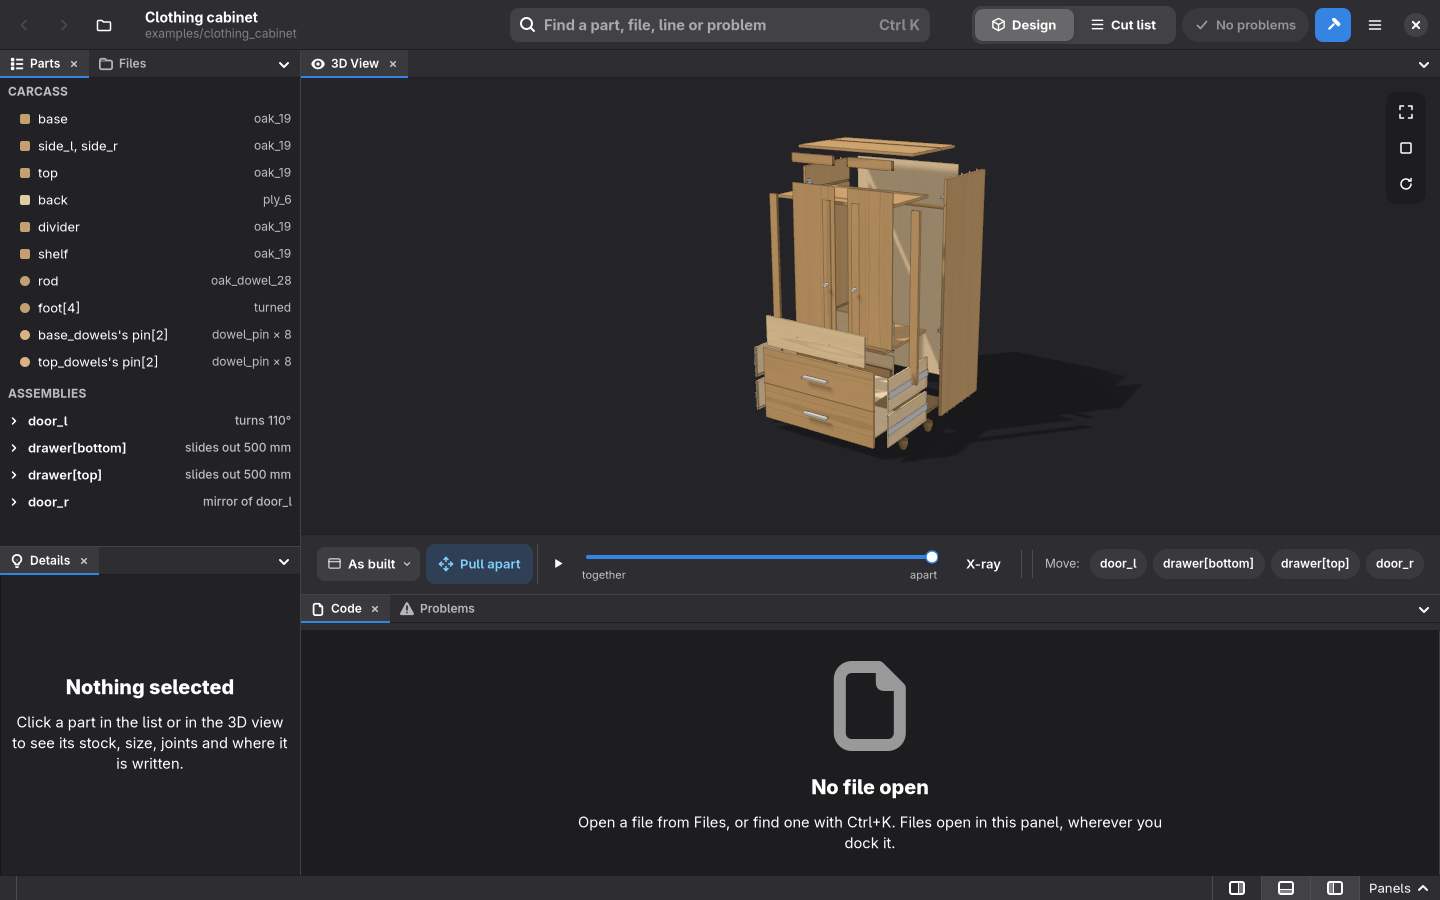 Clothing cabinet
examples/clothing_cabinet
Find a part, file, line or problem
Ctrl K
Design
Cut list
No problems
Parts
Files
3D View
CARCASS
base oak_19
side_l, side_r oak_19
top oak_19
back ply_6
divider oak_19
shelf oak_19
rod oak_dowel_28
foot[4] turned
base_dowels's pin[2] dowel_pin × 8
top_dowels's pin[2] dowel_pin × 8
ASSEMBLIES
door_l turns 110°
drawer[bottom] slides out 500 mm
drawer[top] slides out 500 mm
door_r mirror of door_l
Details
Nothing selected
Click a part in the list or in the 3D view
to see its stock, size, joints and where it
is written.
As built
Pull apart
together
apart
X-ray
Move:
door_l
drawer[bottom]
drawer[top]
door_r
Code
Problems
No file open
Open a file from Files, or find one with Ctrl+K. Files open in this panel, wherever you
dock it.
Panels